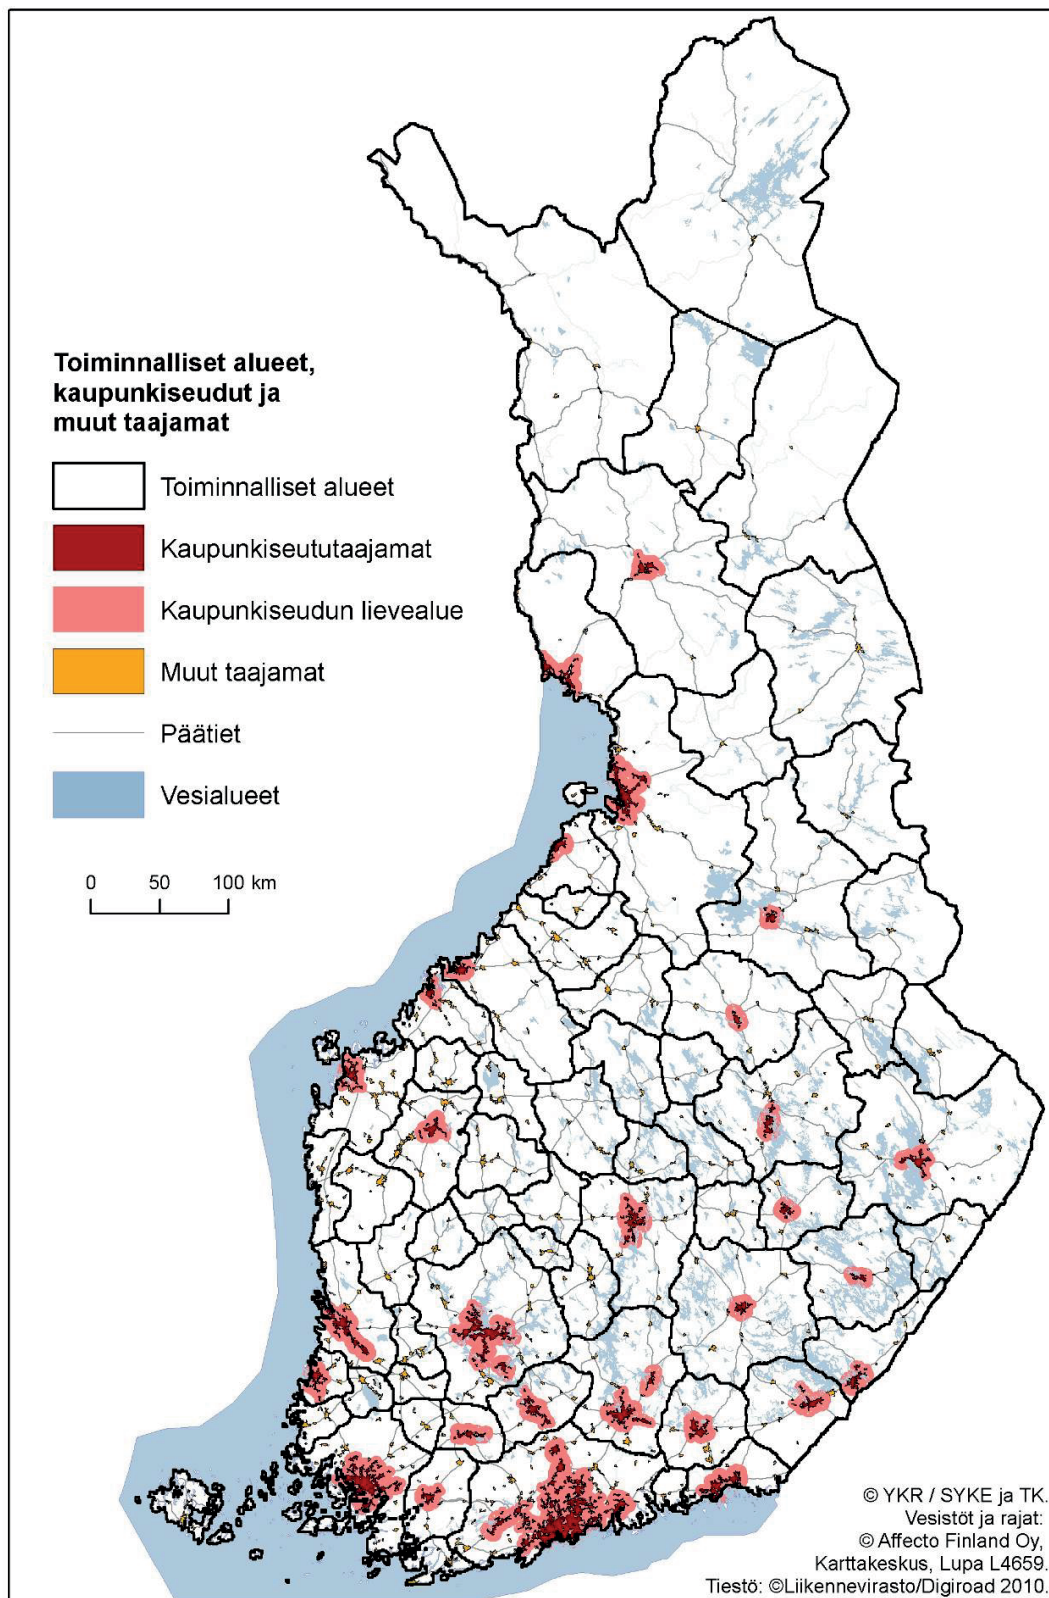 Toiminnalliset alueet,
kaupunkiseudut ja
muut taajamat
Toiminnalliset alueet
Kaupunkiseututaajamat
Kaupunkiseudun lievealue
Muut taajamat
Päätiet
Vesialueet
0 50 100 km
© YKR / SYKE ja TK.
Vesistöt ja rajat:
© Affecto Finland Oy,
Karttakeskus, Lupa L4659.
Tiestö: ©Liikennevirasto/Digiroad 2010.